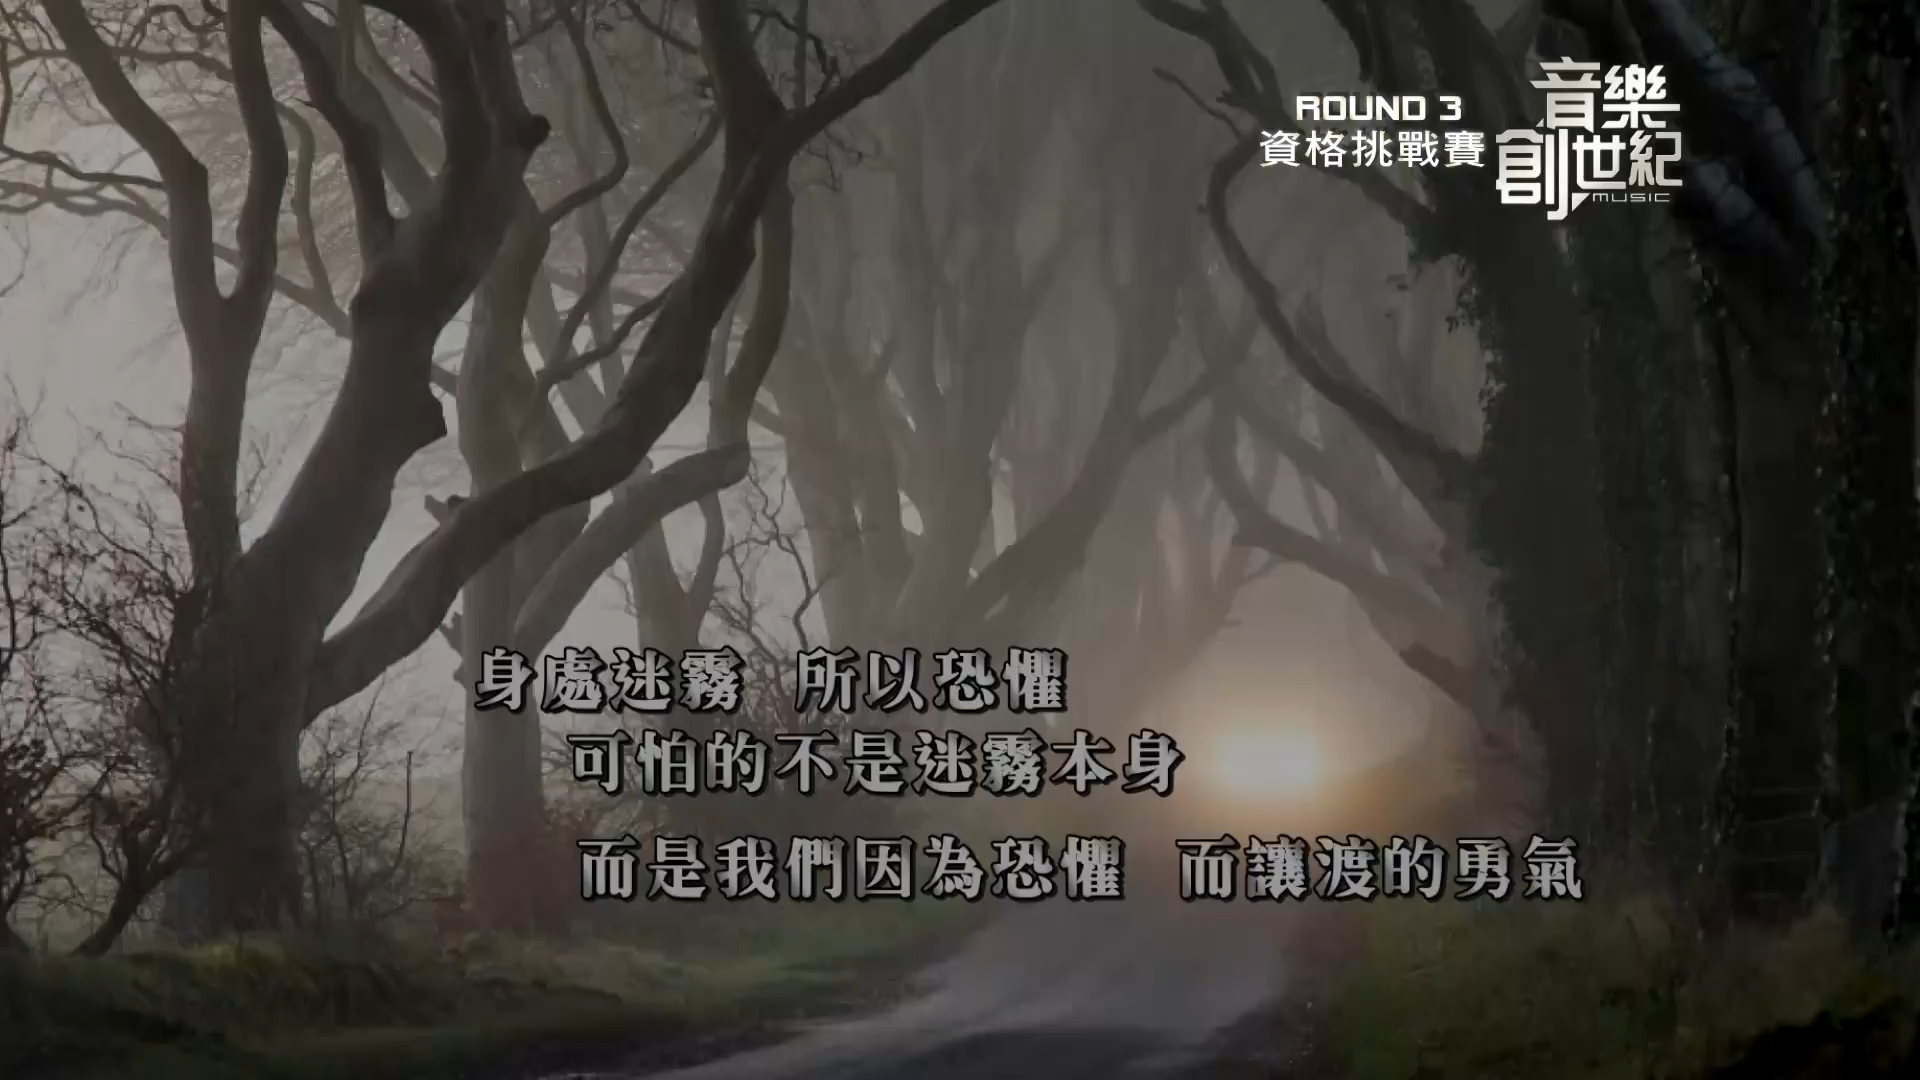 ROUND 3
資格挑戰賽
音樂
創世紀
MUSIC
身處迷霧 所以恐懼
可怕的不是迷霧本身
而是我們因為恐懼 而讓渡的勇氣